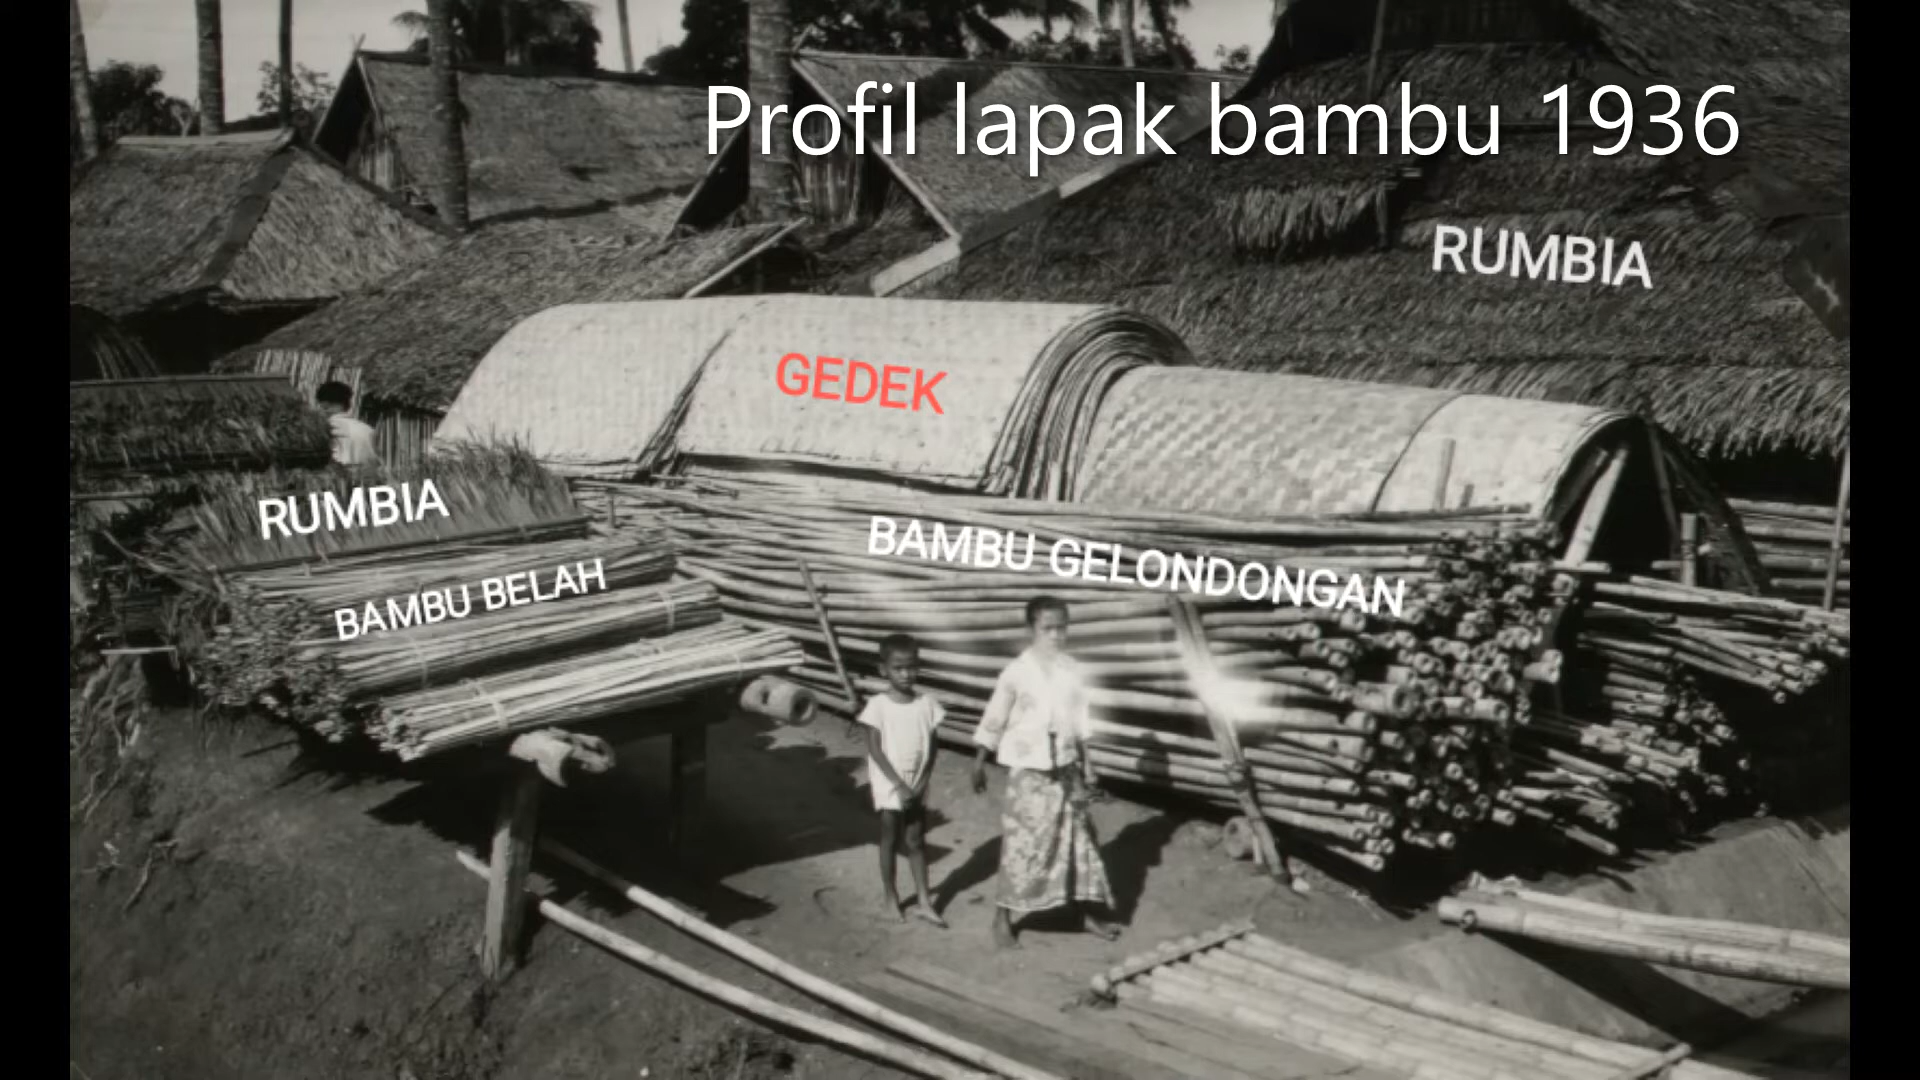 Profil lapak bambu 1936
RUMBIA
GEDEK
RUMBIA
BAMBU GELONDONGAN
BAMBU BELAH